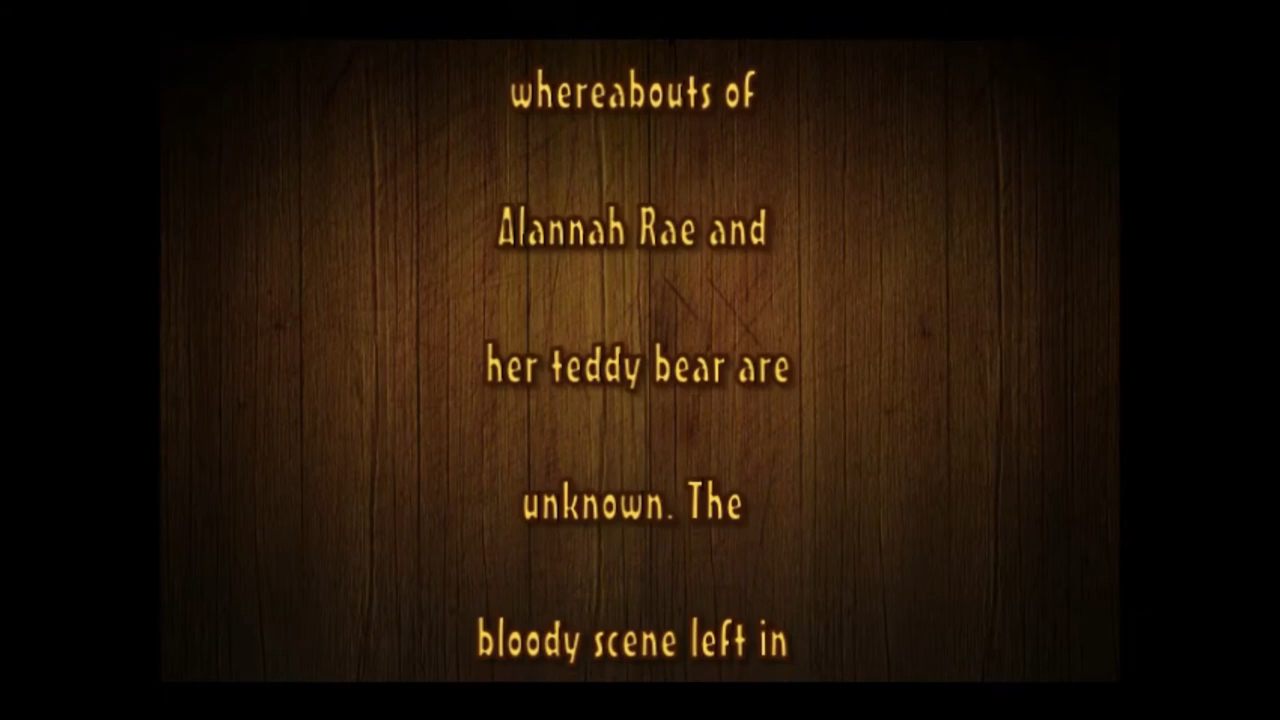 whereabouts of
Alannah Rae and
her teddy bear are
unknown. The
bloody scene left in